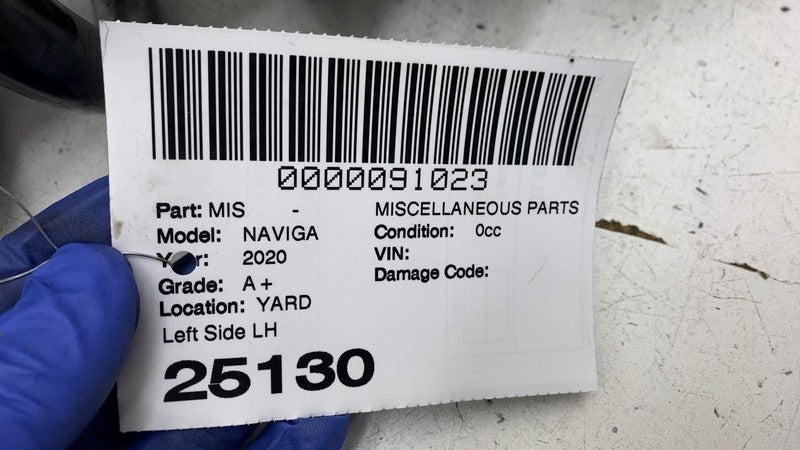 0000091023
Part: MIS - MISCELLANEOUS PARTS
Model: NAVIGA Condition: 0cc
Year: 2020 VIN:
Grade: A+ Damage Code:
Location: YARD
Left Side LH
25130